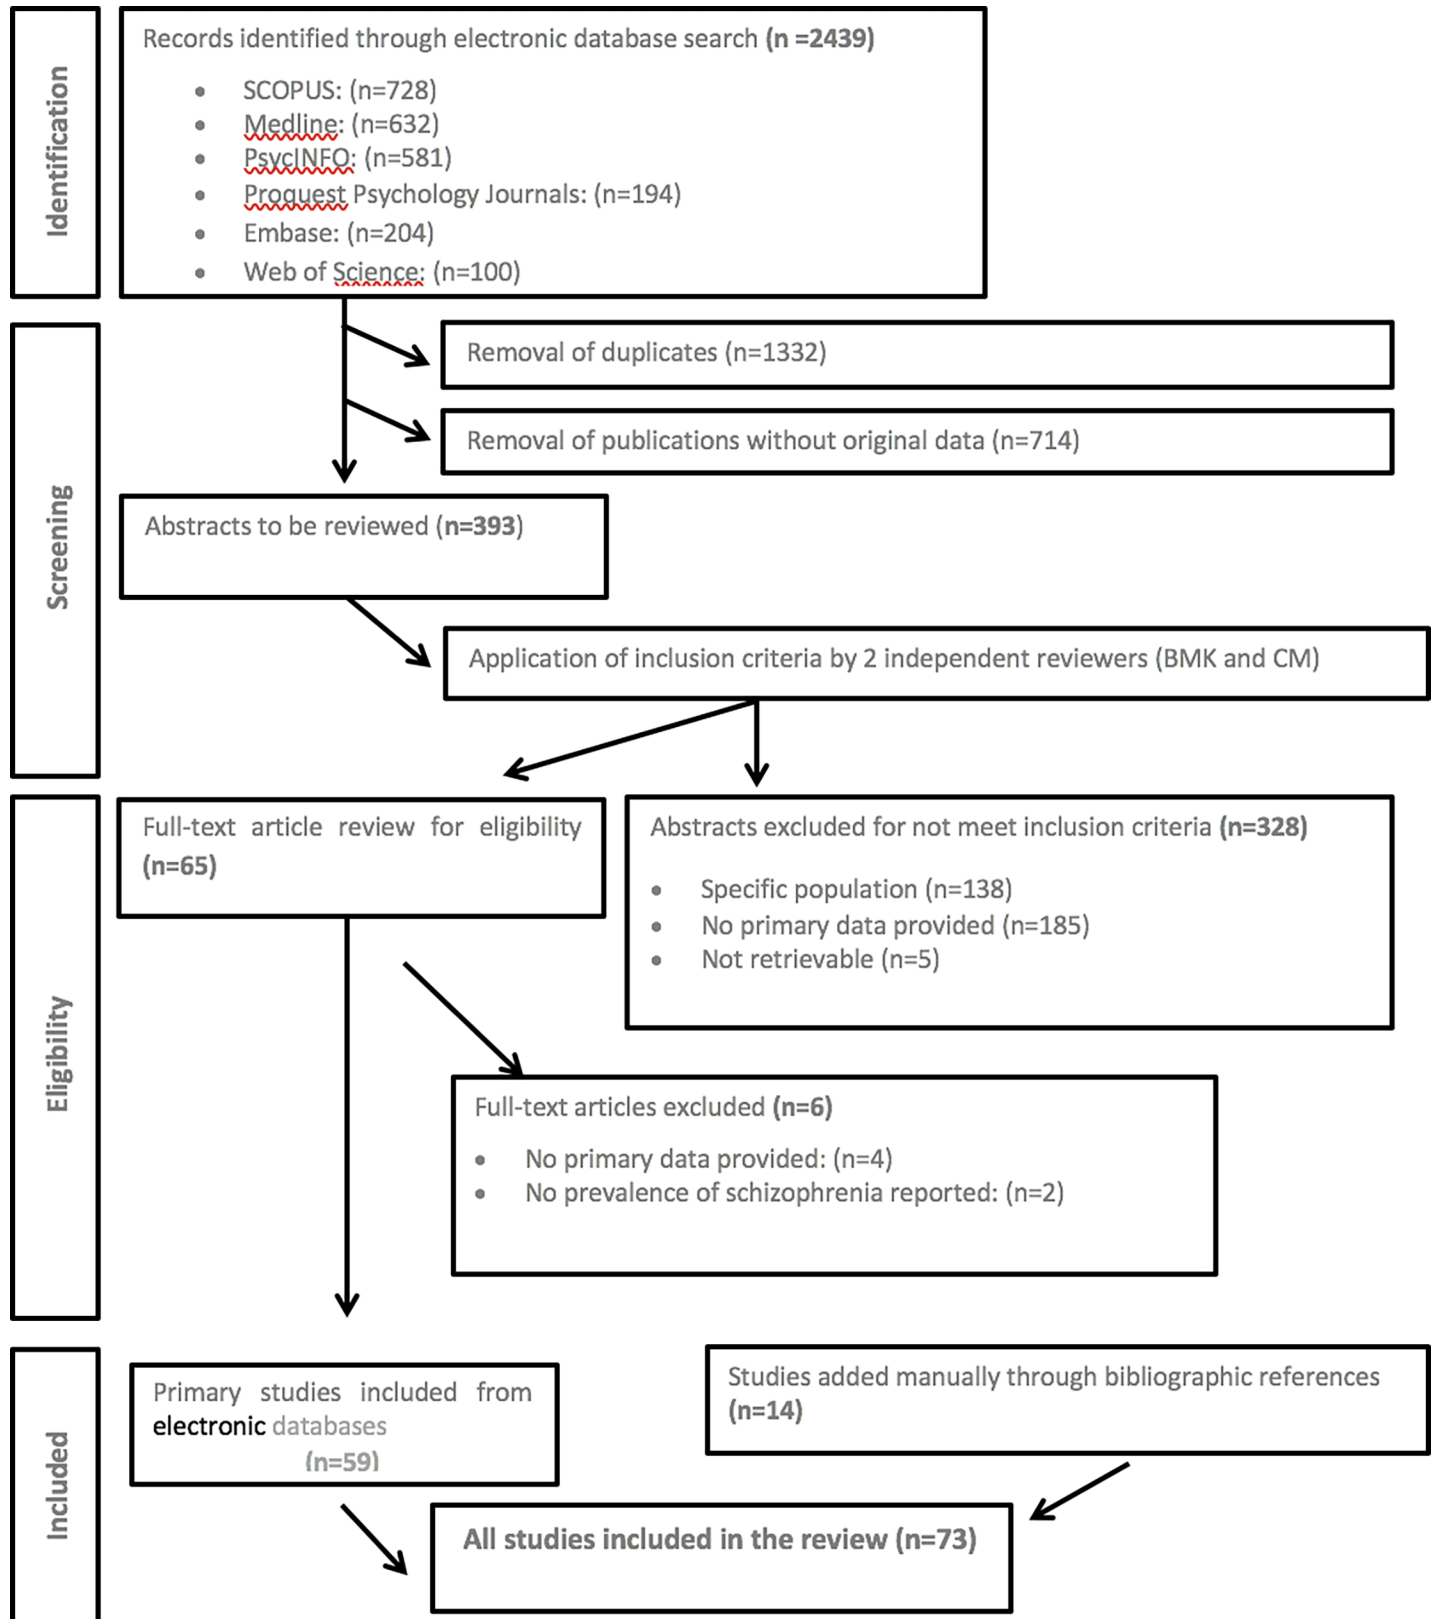 Identification
Records identified through electronic database search (n =2439)
• SCOPUS: (n=728)
• Medline: (n=632)
• PsycINFO: (n=581)
• Proquest Psychology Journals: (n=194)
• Embase: (n=204)
• Web of Science: (n=100)
Screening
Removal of duplicates (n=1332)
Removal of publications without original data (n=714)
Abstracts to be reviewed (n=393)
Application of inclusion criteria by 2 independent reviewers (BMK and CM)
Eligibility
Full-text article review for eligibility
(n=65)
Abstracts excluded for not meet inclusion criteria (n=328)
• Specific population (n=138)
• No primary data provided (n=185)
• Not retrievable (n=5)
Full-text articles excluded (n=6)
• No primary data provided: (n=4)
• No prevalence of schizophrenia reported: (n=2)
Included
Primary studies included from
electronic databases
(n=59)
Studies added manually through bibliographic references
(n=14)
All studies included in the review (n=73)